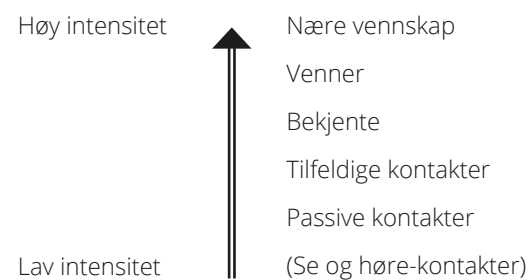 Høy intensitet Nære vennskap
Venner
Bekjente
Tilfeldige kontakter
Passive kontakter
Lav intensitet (Se og høre-kontakter)